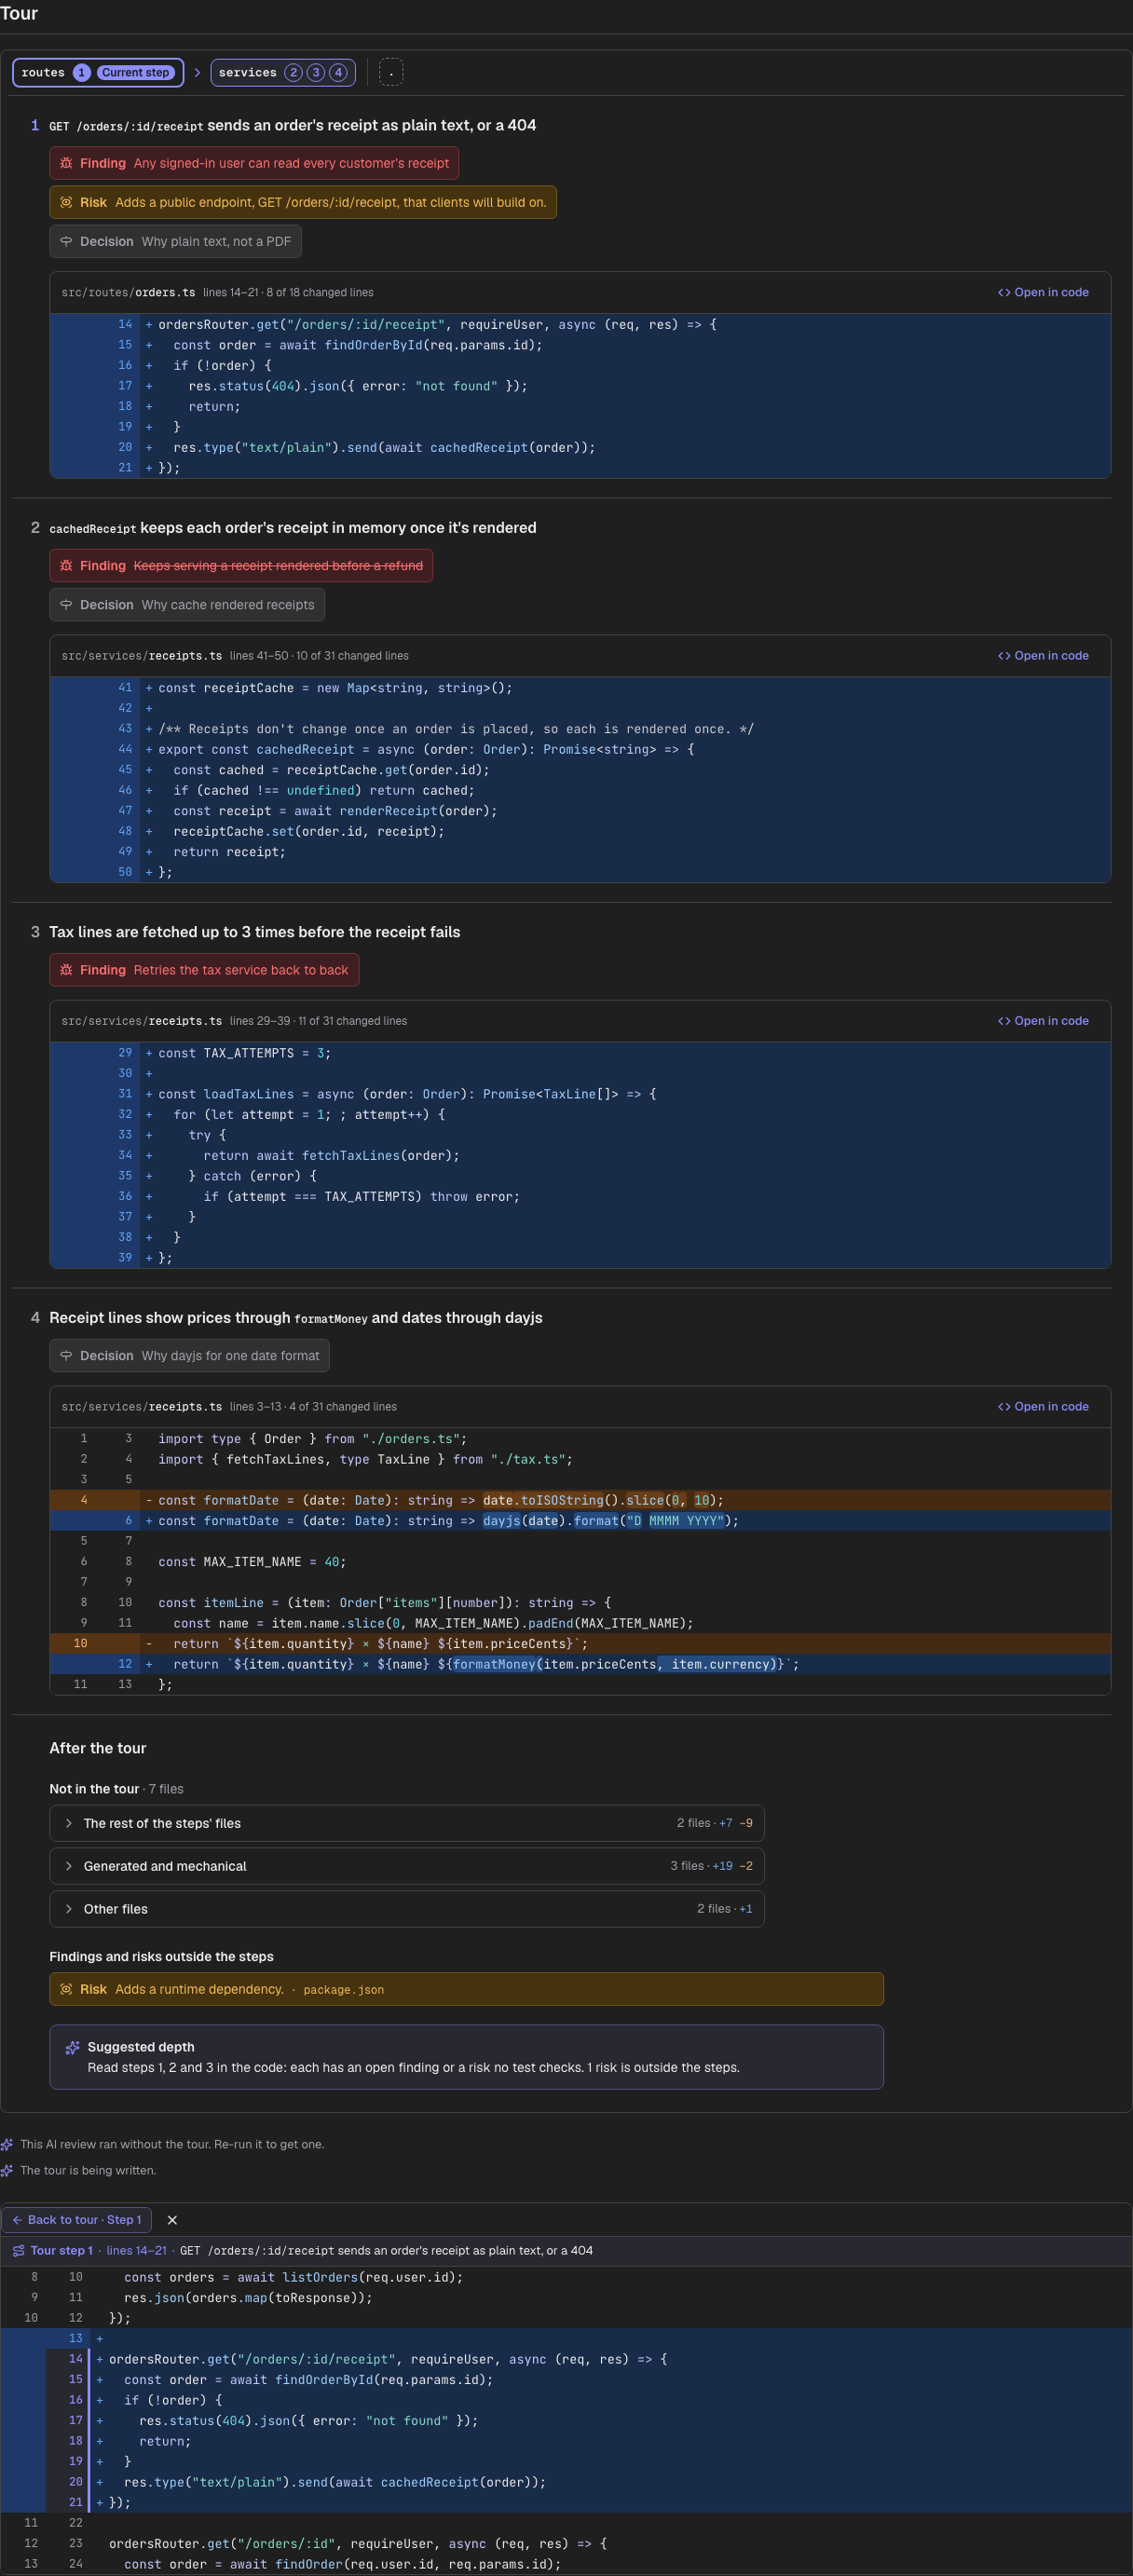 Tour
routes 1 Current step > services 2 3 4 .
1 GET /orders/:id/receipt sends an order's receipt as plain text, or a 404
Finding Any signed-in user can read every customer's receipt
Risk Adds a public endpoint, GET /orders/:id/receipt, that clients will build on.
Decision Why plain text, not a PDF
src/routes/orders.ts lines 14–21 · 8 of 18 changed lines <> Open in code
14 + ordersRouter.get("/orders/:id/receipt", requireUser, async (req, res) => {
15 + const order = await findOrderById(req.params.id);
16 + if (!order) {
17 + res.status(404).json({ error: "not found" });
18 + return;
19 + }
20 + res.type("text/plain").send(await cachedReceipt(order));
21 + });
2 cachedReceipt keeps each order's receipt in memory once it's rendered
Finding Keeps serving a receipt rendered before a refund
Decision Why cache rendered receipts
src/services/receipts.ts lines 41–50 · 10 of 31 changed lines <> Open in code
41 + const receiptCache = new Map<string, string>();
42 +
43 + /** Receipts don't change once an order is placed, so each is rendered once. */
44 + export const cachedReceipt = async (order: Order): Promise<string> => {
45 + const cached = receiptCache.get(order.id);
46 + if (cached !== undefined) return cached;
47 + const receipt = await renderReceipt(order);
48 + receiptCache.set(order.id, receipt);
49 + return receipt;
50 + };
3 Tax lines are fetched up to 3 times before the receipt fails
Finding Retries the tax service back to back
src/services/receipts.ts lines 29–39 · 11 of 31 changed lines <> Open in code
29 + const TAX_ATTEMPTS = 3;
30 +
31 + const loadTaxLines = async (order: Order): Promise<TaxLine[]> => {
32 + for (let attempt = 1; ; attempt++) {
33 + try {
34 + return await fetchTaxLines(order);
35 + } catch (error) {
36 + if (attempt === TAX_ATTEMPTS) throw error;
37 + }
38 + }
39 + };
4 Receipt lines show prices through formatMoney and dates through dayjs
Decision Why dayjs for one date format
src/services/receipts.ts lines 3–13 · 4 of 31 changed lines <> Open in code
1 3 import type { Order } from "./orders.ts";
2 4 import { fetchTaxLines, type TaxLine } from "./tax.ts";
3 5
4 - const formatDate = (date: Date): string => date.toISOString().slice(0, 10);
6 + const formatDate = (date: Date): string => dayjs(date).format("D MMMM YYYY");
5 7
6 8 const MAX_ITEM_NAME = 40;
7 9
8 10 const itemLine = (item: Order["items"][number]): string => {
9 11 const name = item.name.slice(0, MAX_ITEM_NAME).padEnd(MAX_ITEM_NAME);
10 - return `${item.quantity} × ${name} ${item.priceCents}`;
12 + return `${item.quantity} × ${name} ${formatMoney(item.priceCents, item.currency)}`;
11 13 };
After the tour
Not in the tour · 7 files
> The rest of the steps' files 2 files · +7 −9
> Generated and mechanical 3 files · +19 −2
> Other files 2 files · +1
Findings and risks outside the steps
Risk Adds a runtime dependency. · package.json
Suggested depth
Read steps 1, 2 and 3 in the code: each has an open finding or a risk no test checks. 1 risk is outside the steps.
This AI review ran without the tour. Re-run it to get one.
The tour is being written.
← Back to tour · Step 1 ×
Tour step 1 · lines 14–21 · GET /orders/:id/receipt sends an order's receipt as plain text, or a 404
8 10 const orders = await listOrders(req.user.id);
9 11 res.json(orders.map(toResponse));
10 12 });
13 +
14 + ordersRouter.get("/orders/:id/receipt", requireUser, async (req, res) => {
15 + const order = await findOrderById(req.params.id);
16 + if (!order) {
17 + res.status(404).json({ error: "not found" });
18 + return;
19 + }
20 + res.type("text/plain").send(await cachedReceipt(order));
21 + });
11 22
12 23 ordersRouter.get("/orders/:id", requireUser, async (req, res) => {
13 24 const order = await findOrder(req.user.id, req.params.id);